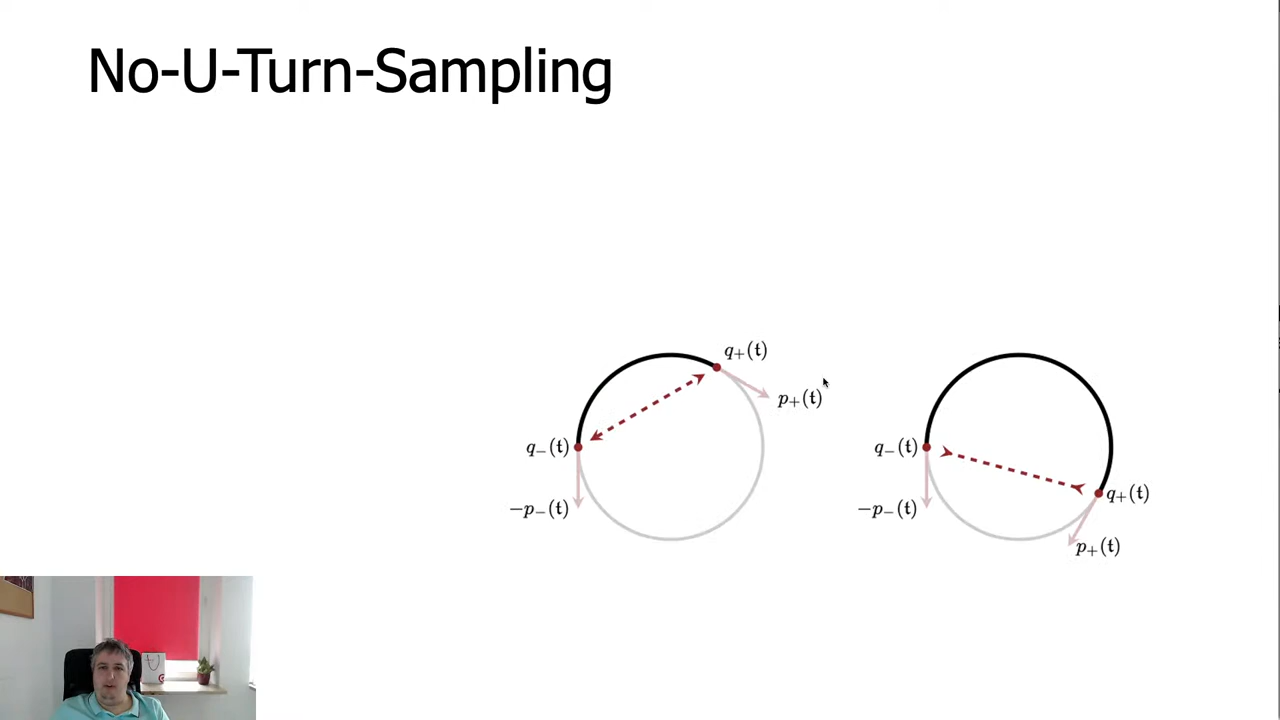 No-U-Turn-Sampling
q₊(t)
p₊(t)
q₋(t)
−p₋(t)
q₋(t)
q₊(t)
−p₋(t)
p₊(t)